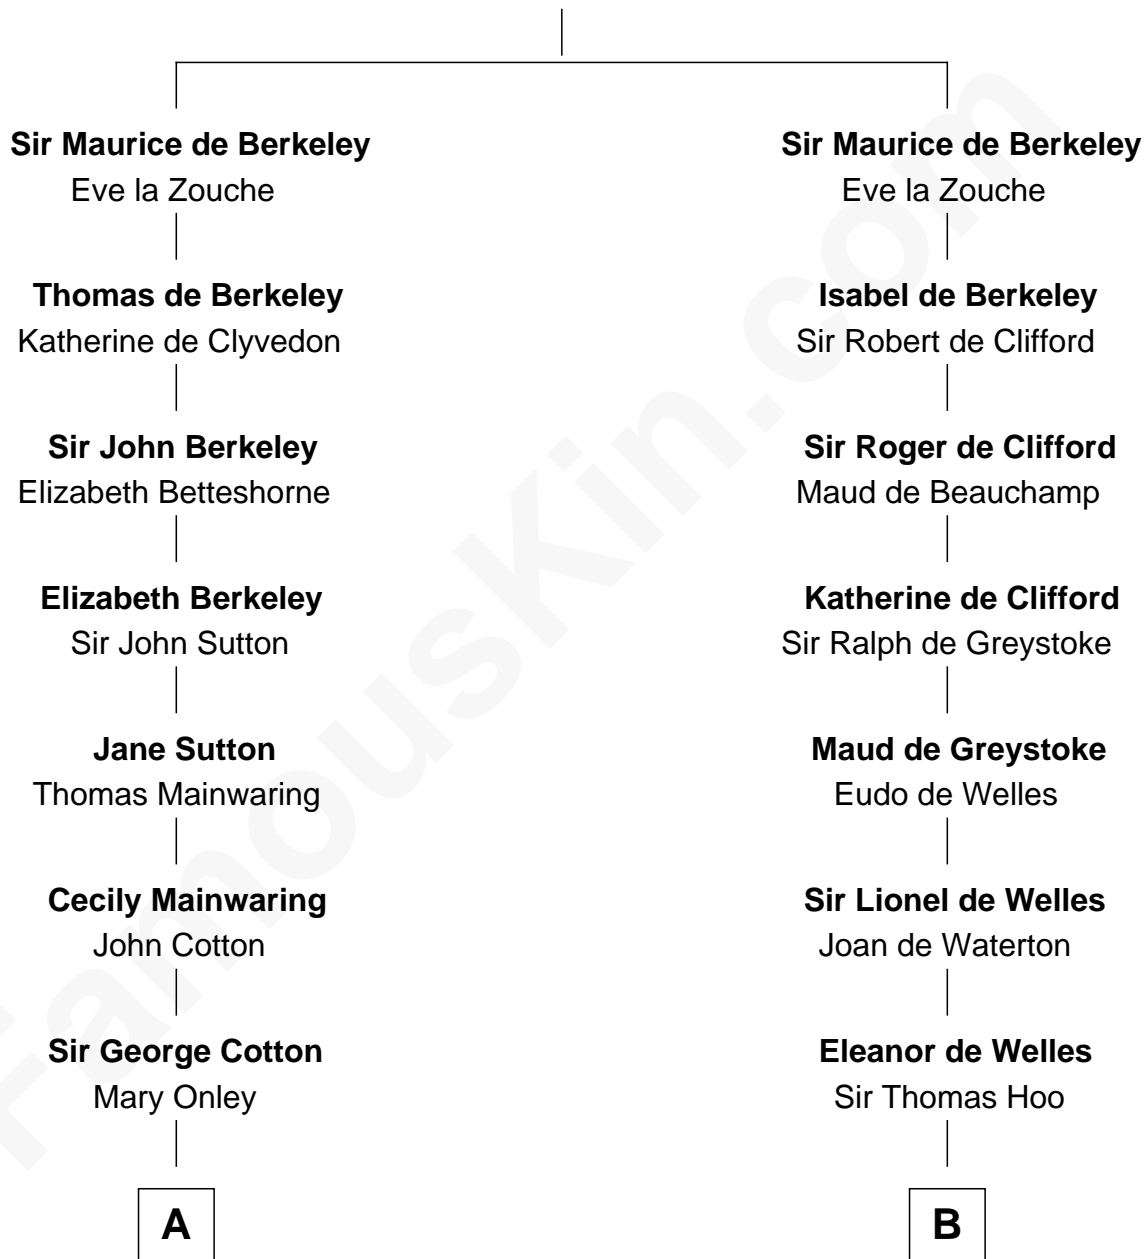 Sir Maurice de Berkeley
Eve la Zouche
Thomas de Berkeley
Katherine de Clyvedon
Sir John Berkeley
Elizabeth Betteshorne
Elizabeth Berkeley
Sir John Sutton
Jane Sutton
Thomas Mainwaring
Cecily Mainwaring
John Cotton
Sir George Cotton
Mary Onley
A
Sir Maurice de Berkeley
Eve la Zouche
Isabel de Berkeley
Sir Robert de Clifford
Sir Roger de Clifford
Maud de Beauchamp
Katherine de Clifford
Sir Ralph de Greystoke
Maud de Greystoke
Eudo de Welles
Sir Lionel de Welles
Joan de Waterton
Eleanor de Welles
Sir Thomas Hoo
B
FamousKin.com